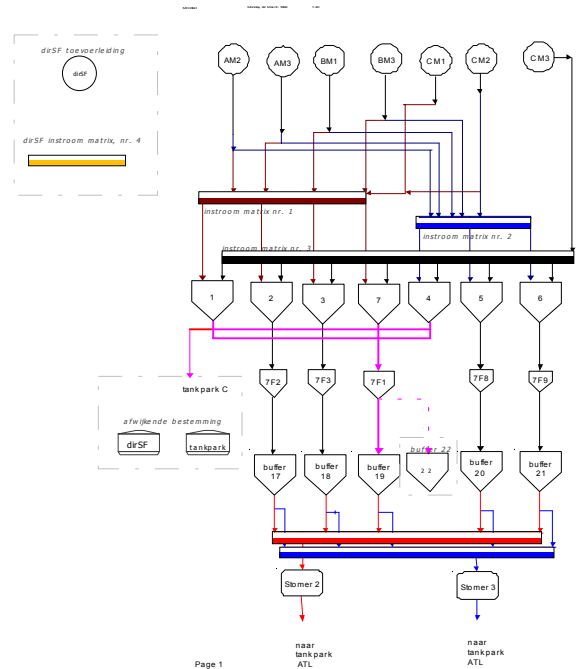 dirSF toevoerleiding
dirSF
dirSF instroom matrix, nr. 4
AM2
AM3
BM1
BM3
CM1
CM2
CM3
instroom matrix nr. 1
instroom matrix nr. 2
instroom matrix nr. 3
1
2
3
7
4
5
6
tankpark C
7F2
7F3
7F1
7F8
7F9
afwijkende bestemming
dirSF
tankpark
buffer 22
22
buffer
17
buffer
18
buffer
19
buffer
20
buffer
21
Stomer 2
Stomer 3
naar
tankpark
ATL
naar
tankpark
ATL
Page 1